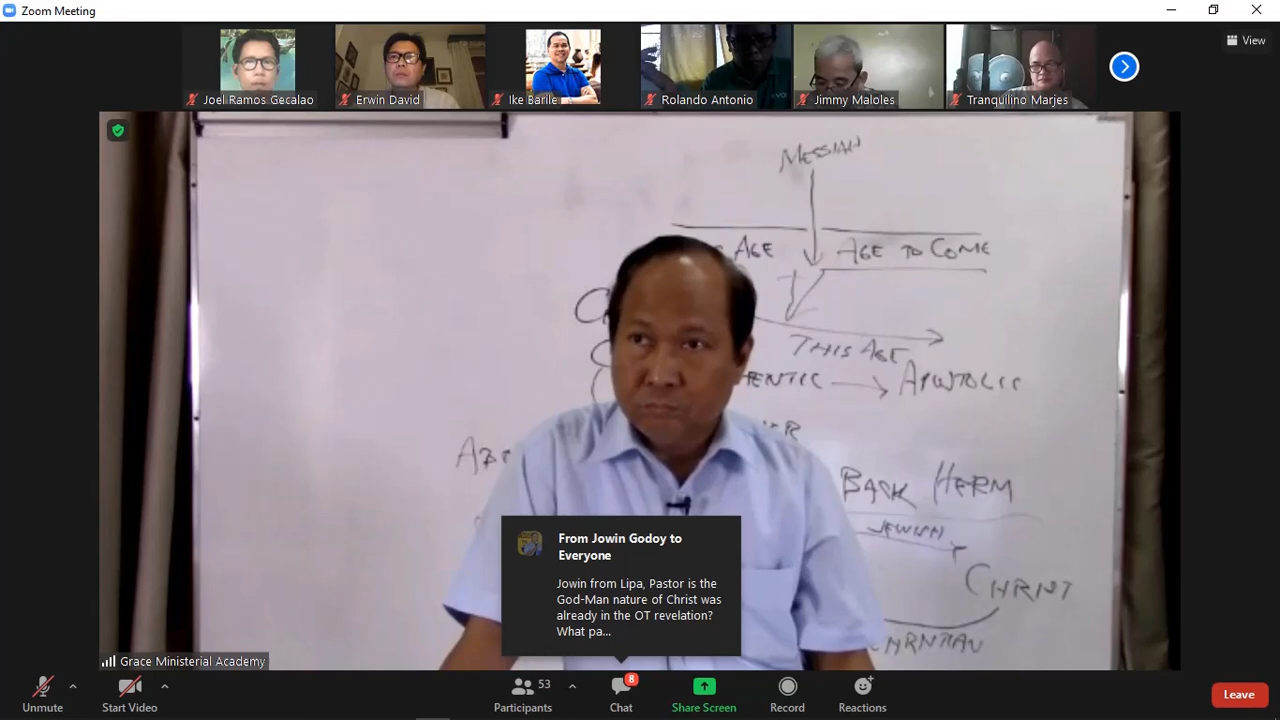 Zoom Meeting
View
Joel Ramos Gecalao
Erwin David
Ike Barile
Rolando Antonio
Jimmy Maloles
Tranquilino Marjes
MESSIAH
AGE
AGE TO COME
THIS AGE
APOSTOLIC
BASK HERM
JEWISH
CHRIST
From Jowin Godoy to
Everyone
Jowin from Lipa, Pastor is the
God-Man nature of Christ was
already in the OT revelation?
What pa...
Grace Ministerial Academy
Unmute
Start Video
53
Participants
8
Chat
Share Screen
Record
Reactions
Leave